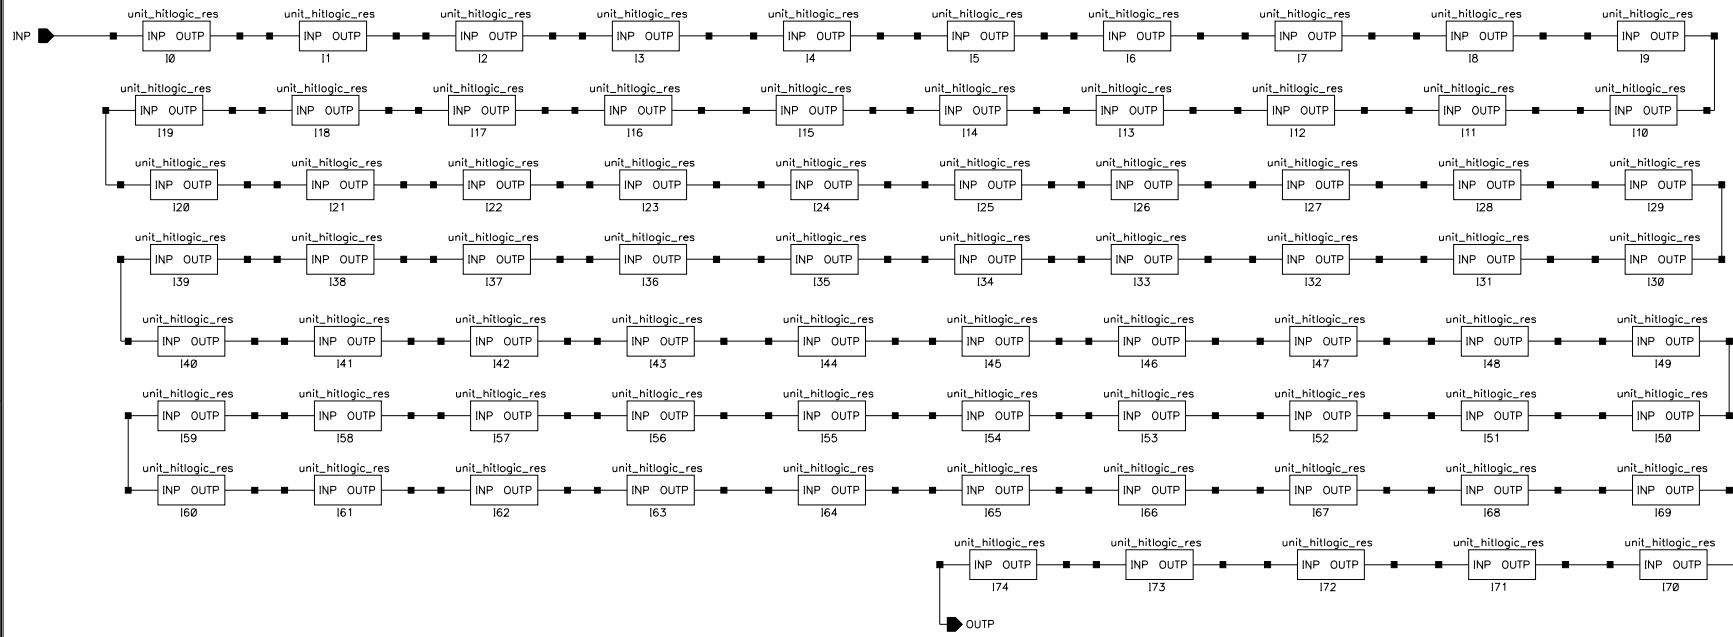 unit_hitlogic_res unit_hitlogic_res unit_hitlogic_res unit_hitlogic_res unit_hitlogic_res unit_hitlogic_res unit_hitlogic_res unit_hitlogic_res unit_hitlogic_res unit_hitlogic_res
INP INP OUTP INP OUTP INP OUTP INP OUTP INP OUTP INP OUTP INP OUTP INP OUTP INP OUTP INP OUTP
I0 I1 I2 I3 I4 I5 I6 I7 I8 I9
unit_hitlogic_res unit_hitlogic_res unit_hitlogic_res unit_hitlogic_res unit_hitlogic_res unit_hitlogic_res unit_hitlogic_res unit_hitlogic_res unit_hitlogic_res unit_hitlogic_res
INP OUTP INP OUTP INP OUTP INP OUTP INP OUTP INP OUTP INP OUTP INP OUTP INP OUTP INP OUTP
I19 I18 I17 I16 I15 I14 I13 I12 I11 I10
unit_hitlogic_res unit_hitlogic_res unit_hitlogic_res unit_hitlogic_res unit_hitlogic_res unit_hitlogic_res unit_hitlogic_res unit_hitlogic_res unit_hitlogic_res unit_hitlogic_res
INP OUTP INP OUTP INP OUTP INP OUTP INP OUTP INP OUTP INP OUTP INP OUTP INP OUTP INP OUTP
I20 I21 I22 I23 I24 I25 I26 I27 I28 I29
unit_hitlogic_res unit_hitlogic_res unit_hitlogic_res unit_hitlogic_res unit_hitlogic_res unit_hitlogic_res unit_hitlogic_res unit_hitlogic_res unit_hitlogic_res unit_hitlogic_res
INP OUTP INP OUTP INP OUTP INP OUTP INP OUTP INP OUTP INP OUTP INP OUTP INP OUTP INP OUTP
I39 I38 I37 I36 I35 I34 I33 I32 I31 I30
unit_hitlogic_res unit_hitlogic_res unit_hitlogic_res unit_hitlogic_res unit_hitlogic_res unit_hitlogic_res unit_hitlogic_res unit_hitlogic_res unit_hitlogic_res unit_hitlogic_res
INP OUTP INP OUTP INP OUTP INP OUTP INP OUTP INP OUTP INP OUTP INP OUTP INP OUTP INP OUTP
I40 I41 I42 I43 I44 I45 I46 I47 I48 I49
unit_hitlogic_res unit_hitlogic_res unit_hitlogic_res unit_hitlogic_res unit_hitlogic_res unit_hitlogic_res unit_hitlogic_res unit_hitlogic_res unit_hitlogic_res unit_hitlogic_res
INP OUTP INP OUTP INP OUTP INP OUTP INP OUTP INP OUTP INP OUTP INP OUTP INP OUTP INP OUTP
I59 I58 I57 I56 I55 I54 I53 I52 I51 I50
unit_hitlogic_res unit_hitlogic_res unit_hitlogic_res unit_hitlogic_res unit_hitlogic_res unit_hitlogic_res unit_hitlogic_res unit_hitlogic_res unit_hitlogic_res unit_hitlogic_res
INP OUTP INP OUTP INP OUTP INP OUTP INP OUTP INP OUTP INP OUTP INP OUTP INP OUTP INP OUTP
I60 I61 I62 I63 I64 I65 I66 I67 I68 I69
unit_hitlogic_res unit_hitlogic_res unit_hitlogic_res unit_hitlogic_res unit_hitlogic_res
INP OUTP INP OUTP INP OUTP INP OUTP INP OUTP
I74 I73 I72 I71 I70
OUTP